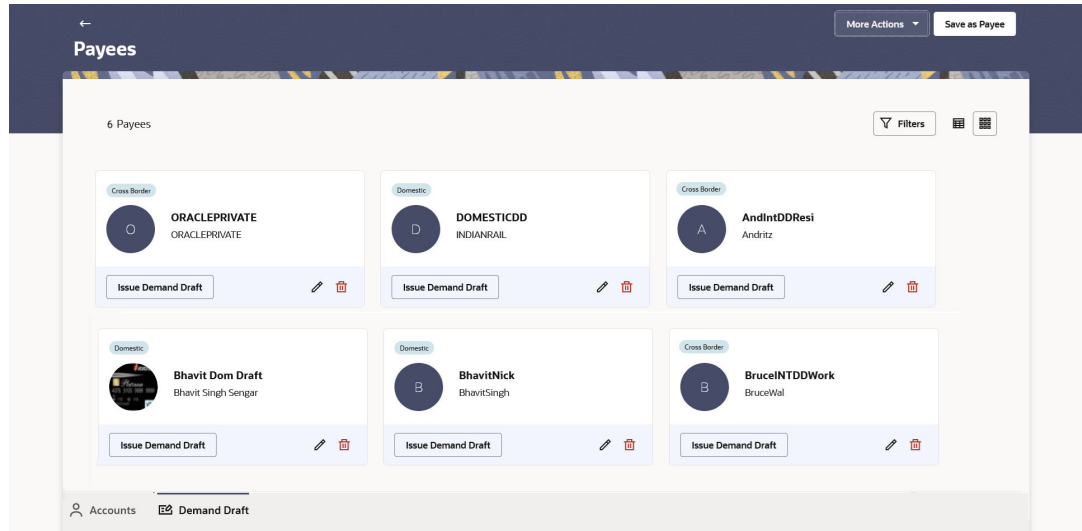 ←
More Actions
Save as Payee
Payees
6 Payees
Filters
Cross Border
O
ORACLEPRIVATE
ORACLEPRIVATE
Issue Demand Draft
Domestic
D
DOMESTICDD
INDIANRAIL
Issue Demand Draft
Cross Border
A
AndIntDDResi
Andritz
Issue Demand Draft
Domestic
Platinum
Bhavit Dom Draft
Bhavit Singh Sengar
Issue Demand Draft
Domestic
B
BhavitNick
BhavitSingh
Issue Demand Draft
Cross Border
B
BruceINTDDWork
BruceWal
Issue Demand Draft
Accounts
Demand Draft